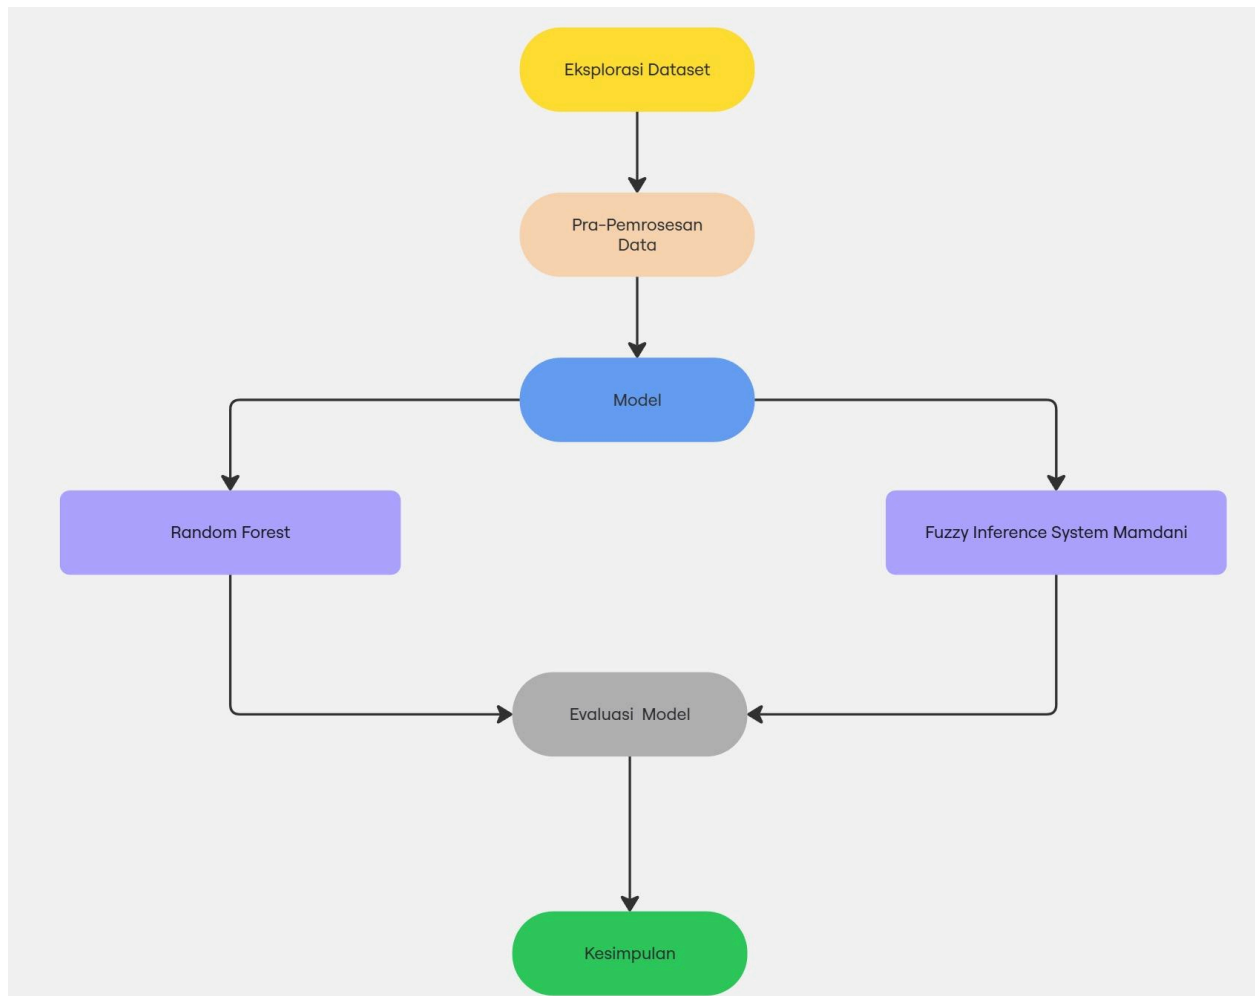 Eksplorasi Dataset
Pra-Pemrosesan
Data
Model
Random Forest
Fuzzy Inference System Mamdani
Evaluasi  Model
Kesimpulan